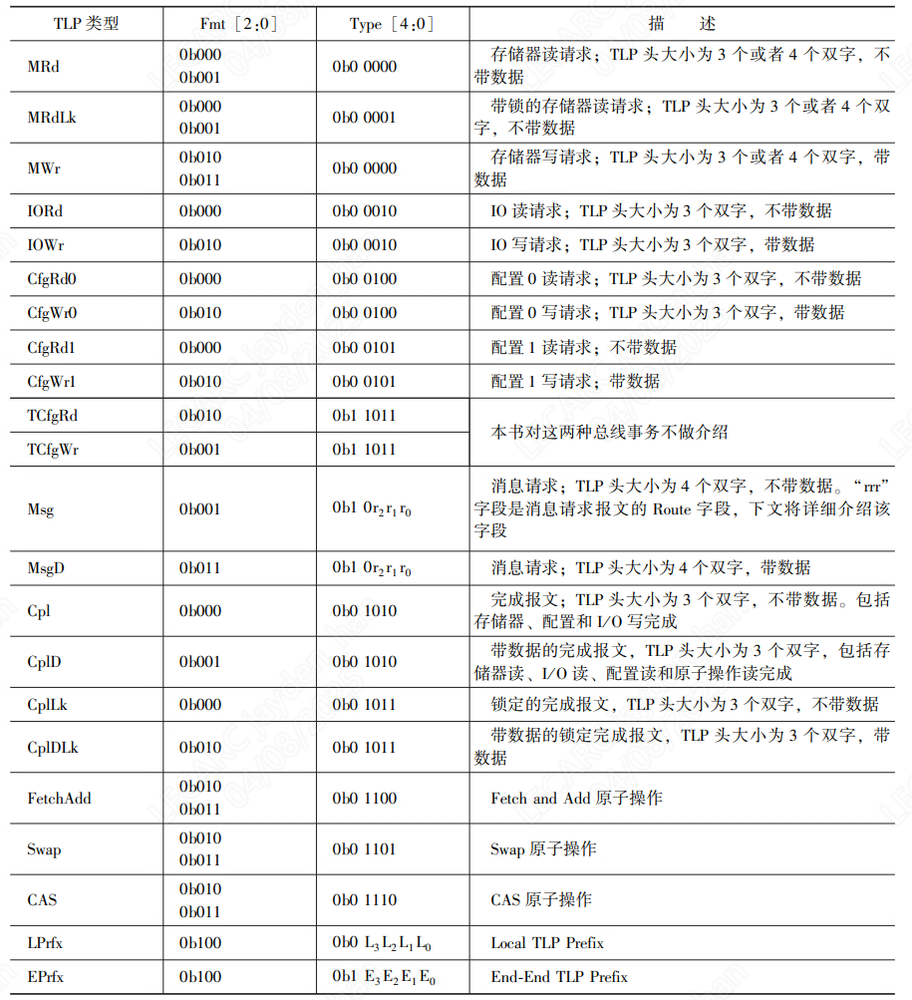 TLP 类型 Fmt [2:0] Type [4:0] 描 述
MRd 0b000 0b001 0b0 0000 存储器读请求；TLP 头大小为 3 个或者 4 个双字，不
带数据
MRdLk 0b000 0b001 0b0 0001 带锁的存储器读请求；TLP 头大小为 3 个或者 4 个双
字，不带数据
MWr 0b010 0b011 0b0 0000 存储器写请求；TLP 头大小为 3 个或者 4 个双字，带
数据
IORd 0b000 0b0 0010 IO 读请求；TLP 头大小为 3 个双字，不带数据
IOWr 0b010 0b0 0010 IO 写请求；TLP 头大小为 3 个双字，带数据
CfgRd0 0b000 0b0 0100 配置 0 读请求；TLP 头大小为 3 个双字，不带数据
CfgWr0 0b010 0b0 0100 配置 0 写请求；TLP 头大小为 3 个双字，带数据
CfgRd1 0b000 0b0 0101 配置 1 读请求；不带数据
CfgWr1 0b010 0b0 0101 配置 1 写请求；带数据
TCfgRd 0b010 0b1 1011 本书对这两种总线事务不做介绍
TCfgWr 0b001 0b1 1011
Msg 0b001 0b1 0r₂r₁r₀ 消息请求；TLP 头大小为 4 个双字，不带数据。“rrr”
字段是消息请求报文的 Route 字段，下文将详细介绍该
字段
MsgD 0b011 0b1 0r₂r₁r₀ 消息请求；TLP 头大小为 4 个双字，带数据
Cpl 0b000 0b0 1010 完成报文；TLP 头大小为 3 个双字，不带数据。包括
存储器、配置和 I/O 写完成
CplD 0b001 0b0 1010 带数据的完成报文，TLP 头大小为 3 个双字，包括存
储器读、I/O 读、配置读和原子操作读完成
CplLk 0b000 0b0 1011 锁定的完成报文，TLP 头大小为 3 个双字，不带数据
CplDLk 0b010 0b0 1011 带数据的锁定完成报文，TLP 头大小为 3 个双字，带
数据
FetchAdd 0b010 0b011 0b0 1100 Fetch and Add 原子操作
Swap 0b010 0b011 0b0 1101 Swap 原子操作
CAS 0b010 0b011 0b0 1110 CAS 原子操作
LPrfx 0b100 0b0 L₃L₂L₁L₀ Local TLP Prefix
EPrfx 0b100 0b1 E₃E₂E₁E₀ End-End TLP Prefix